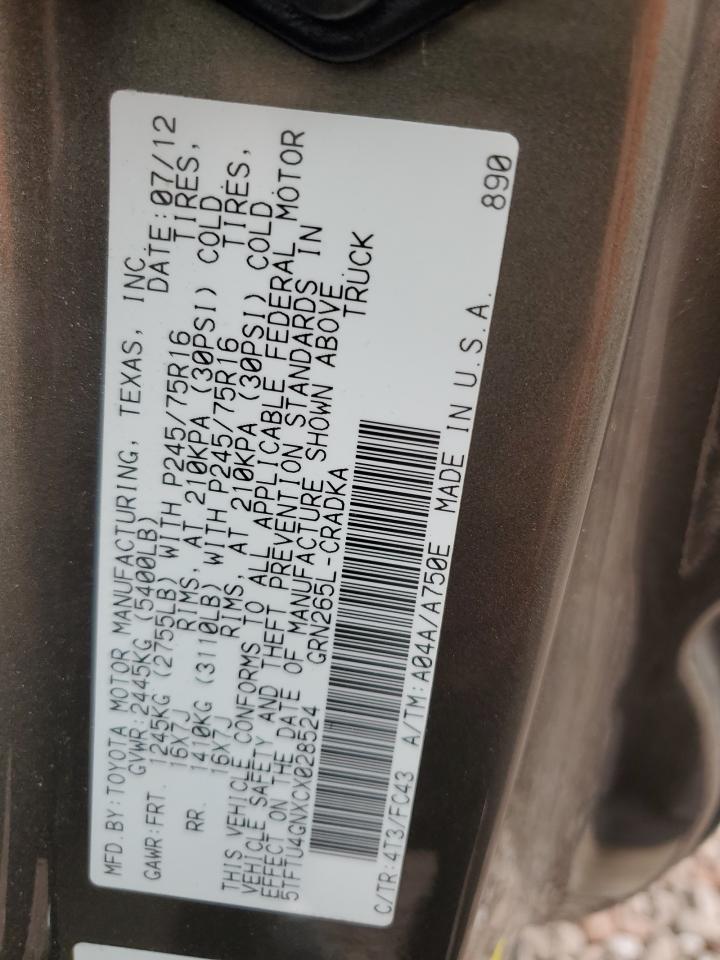 MFD.BY:TOYOTA MOTOR MANUFACTURING, TEXAS, INC.
GVWR:2445KG (5400LB) DATE:07/12
GAWR:FRT. 1245KG (2755LB) WITH P245/75R16 TIRES,
16X7J RIMS, AT 210KPA (30PSI) COLD
RR. 1410KG (3110LB) WITH P245/75R16 TIRES,
16X7J RIMS, AT 210KPA (30PSI) COLD
THIS VEHICLE CONFORMS TO ALL APPLICABLE FEDERAL MOTOR
VEHICLE SAFETY AND THEFT PREVENTION STANDARDS IN
EFFECT ON THE DATE OF MANUFACTURE SHOWN ABOVE.
5TFTU4GNXCX028524 GRN265L-CRADKA TRUCK
C/TR:4T3/FC43 A/TM:A04A/A750E MADE IN U.S.A. 890